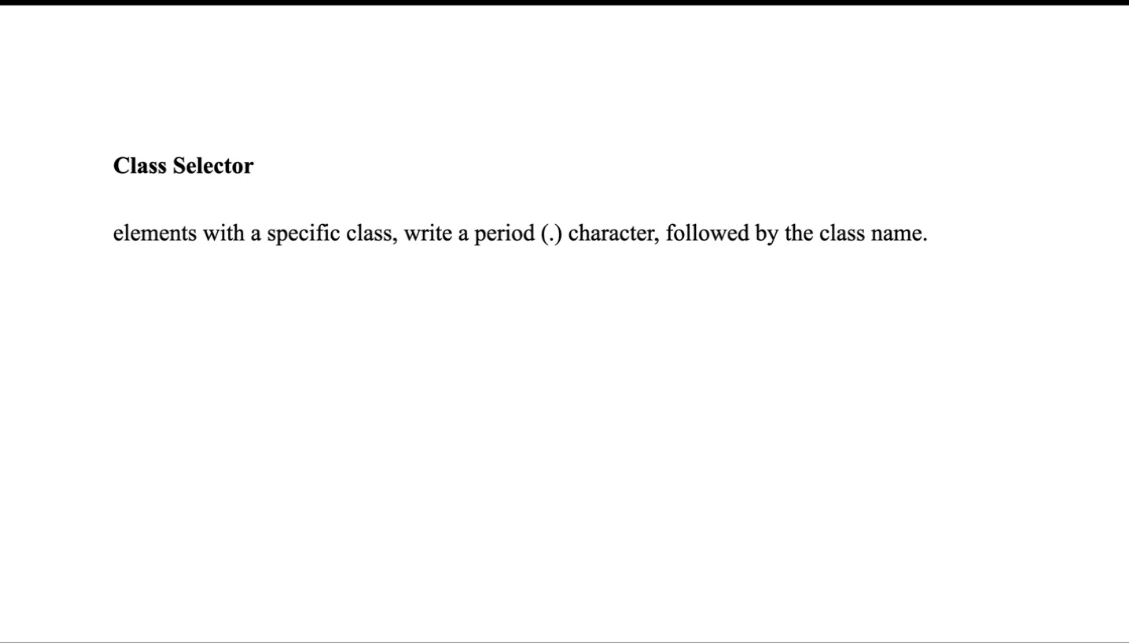 Class Selector
elements with a specific class, write a period (.) character, followed by the class name.